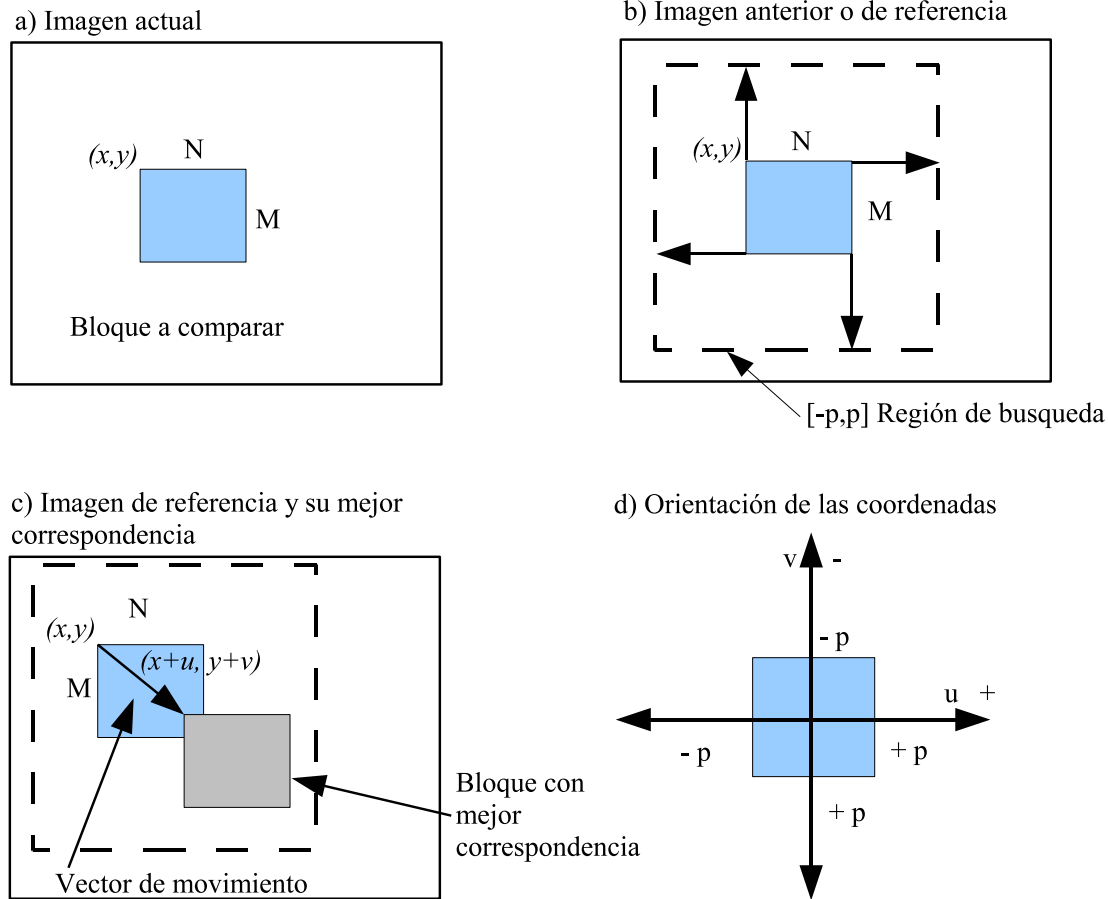 a) Imagen actual
(x,y)
N
M
Bloque a comparar
b) Imagen anterior o de referencia
(x,y)
N
M
[-p,p] Región de busqueda
c) Imagen de referencia y su mejor
correspondencia
N
(x,y)
(x+u, y+v)
M
Bloque con
mejor
correspondencia
Vector de movimiento
d) Orientación de las coordenadas
v -
- p
u +
- p
+ p
+ p